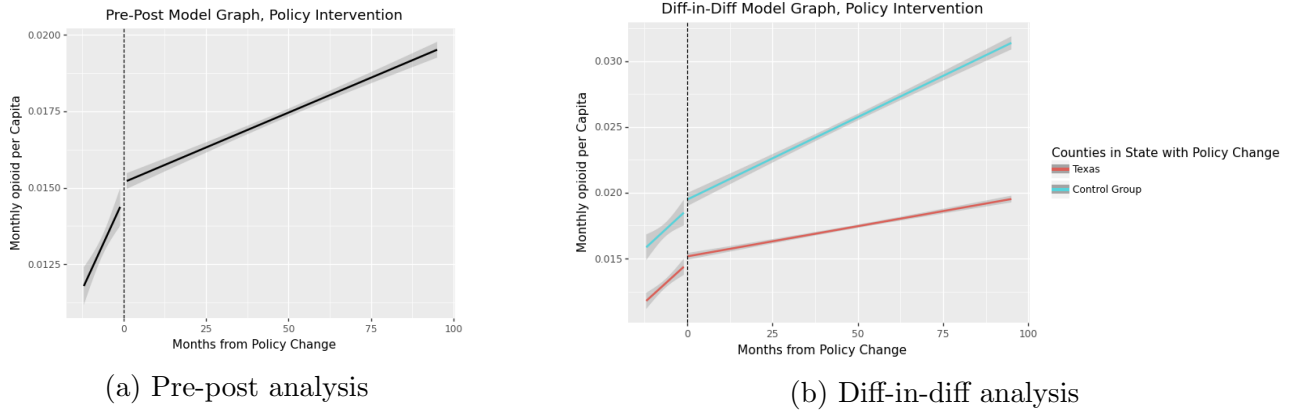 Pre-Post Model Graph, Policy Intervention
Monthly opioid per Capita
0.0200
0.0175
0.0150
0.0125
0
25
50
75
100
Months from Policy Change
(a) Pre-post analysis
Diff-in-Diff Model Graph, Policy Intervention
Monthly opioid per Capita
0.030
0.025
0.020
0.015
0
25
50
75
100
Months from Policy Change
Counties in State with Policy Change
Texas
Control Group
(b) Diff-in-diff analysis